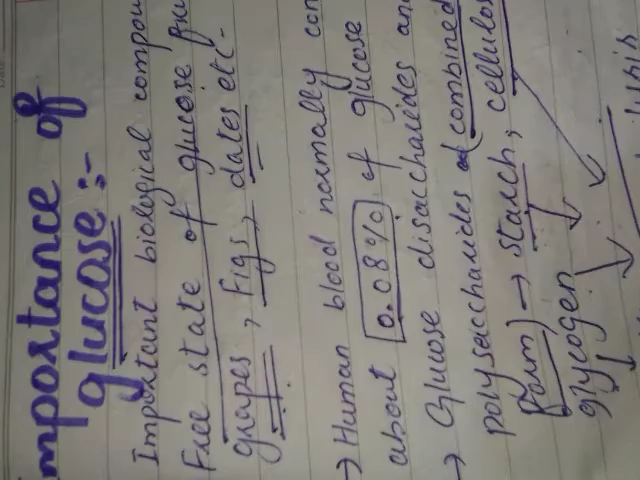 Importance of
glucose :-
Important biological compou
Free state of glucose
grapes, Figs, dates etc.
→ Human blood normally con
about 0.08% of glucose
→ Glucose disaccharides an
polysaccharides (combined
form) → starch, cellulos
glycogen